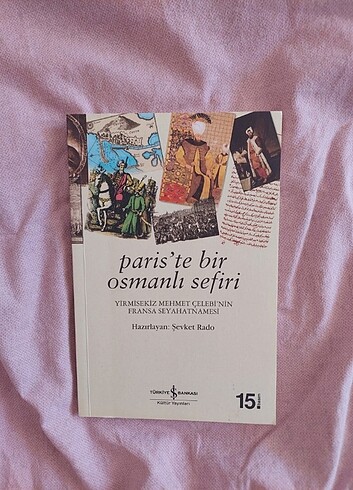 paris'te bir
osmanlı sefiri
YİRMİSEKİZ MEHMET ÇELEBİ'NİN
FRANSA SEYAHATNAMESİ
Hazırlayan: Şevket Rado
TÜRKİYE İŞ BANKASI
Kültür Yayınları
15.